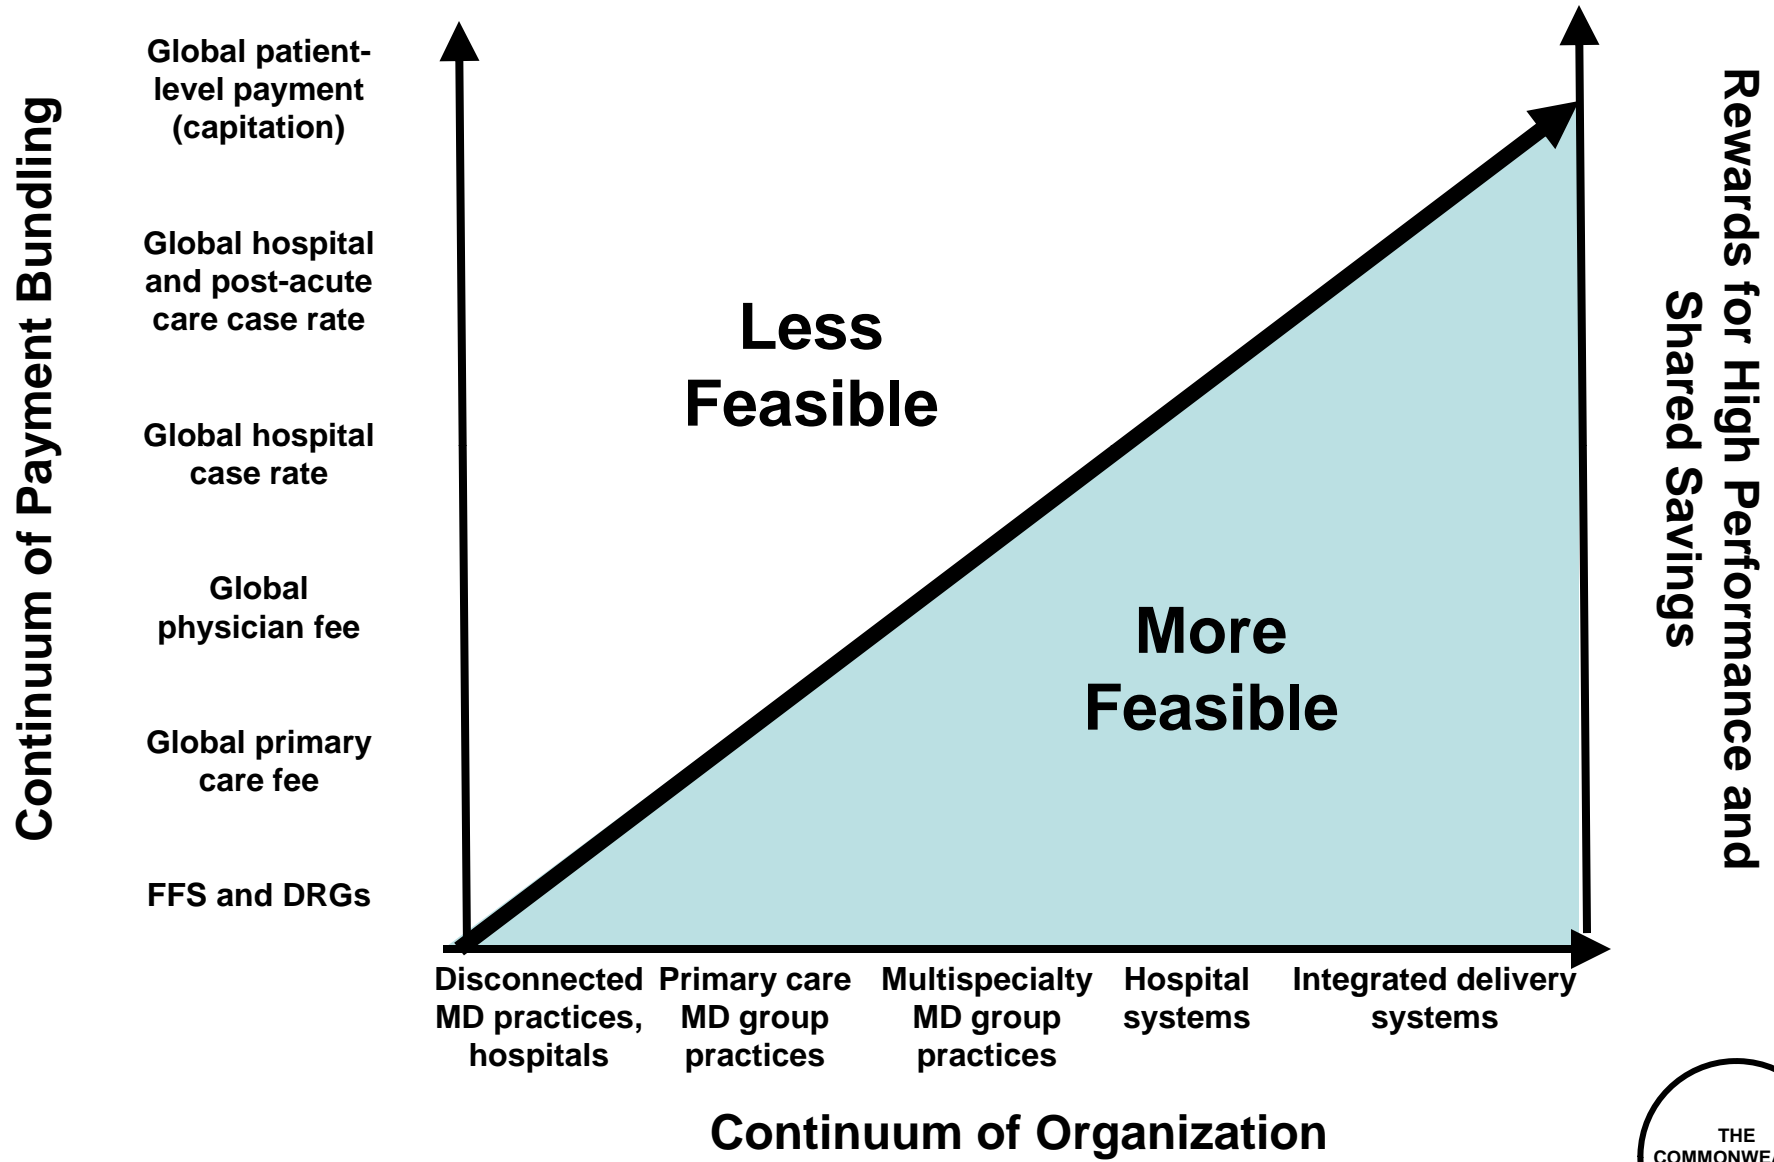 Continuum of Payment Bundling
Global patient-
level payment
(capitation)
Global hospital
and post-acute
care case rate
Global hospital
case rate
Global
physician fee
Global primary
care fee
FFS and DRGs
Less
Feasible
More
Feasible
Rewards for High Performance and
Shared Savings
Disconnected
MD practices,
hospitals
Primary care
MD group
practices
Multispecialty
MD group
practices
Hospital
systems
Integrated delivery
systems
Continuum of Organization
THE